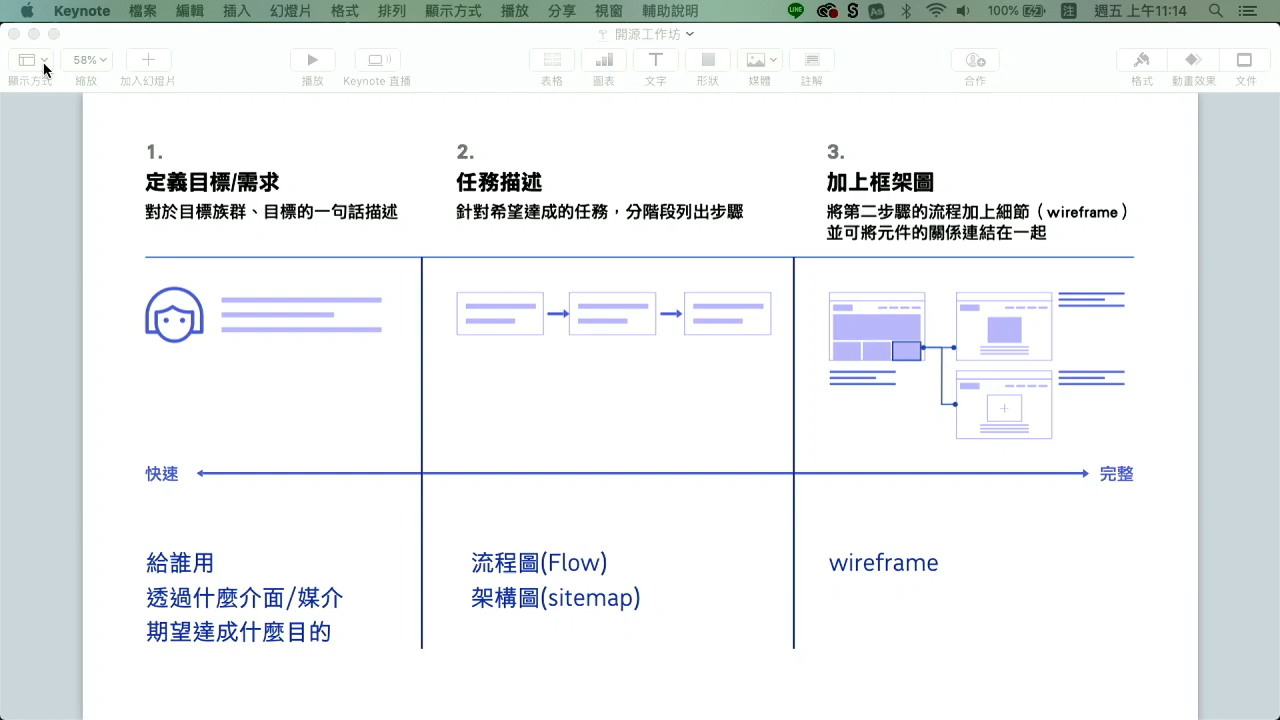 Keynote 檔案 編輯 插入 幻燈片 格式 排列 顯示方式 播放 分享 視窗 輔助說明 LINE S 100% 注 週五 上午11:14
開源工作坊
58%
顯示方式 縮放 加入幻燈片 播放 Keynote 直播 表格 圖表 文字 形狀 媒體 註解 合作 格式 動畫效果 文件
1.
定義目標/需求
對於目標族群、目標的一句話描述
2.
任務描述
針對希望達成的任務，分階段列出步驟
3.
加上框架圖
將第二步驟的流程加上細節（wireframe）
並可將元件的關係連結在一起
快速
完整
給誰用
透過什麼介面/媒介
期望達成什麼目的
流程圖(Flow)
架構圖(sitemap)
wireframe